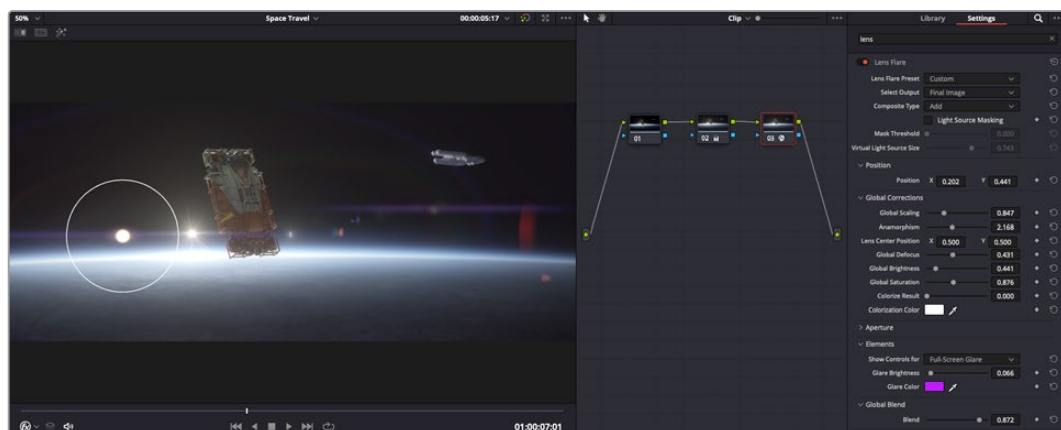 50% Space Travel 00:00:05:17 Clip Library Settings
lens
Lens Flare
Lens Flare Preset Custom
Select Output Final Image
Composite Type Add
Light Source Masking
Mask Threshold 0.800
Virtual Light Source Size 0.743
Position
Position X 0.202 Y 0.441
Global Corrections
Global Scaling 0.847
Anamorphism 2.168
Lens Center Position X 0.500 Y 0.500
Global Defocus 0.431
Global Brightness 0.441
Global Saturation 0.876
Colorize Result 0.000
Colorization Color
Aperture
Elements
Show Controls for Full-Screen Glare
Glare Brightness 0.066
Glare Color
Global Blend
Blend 0.872
01 02 03
01:00:07:01